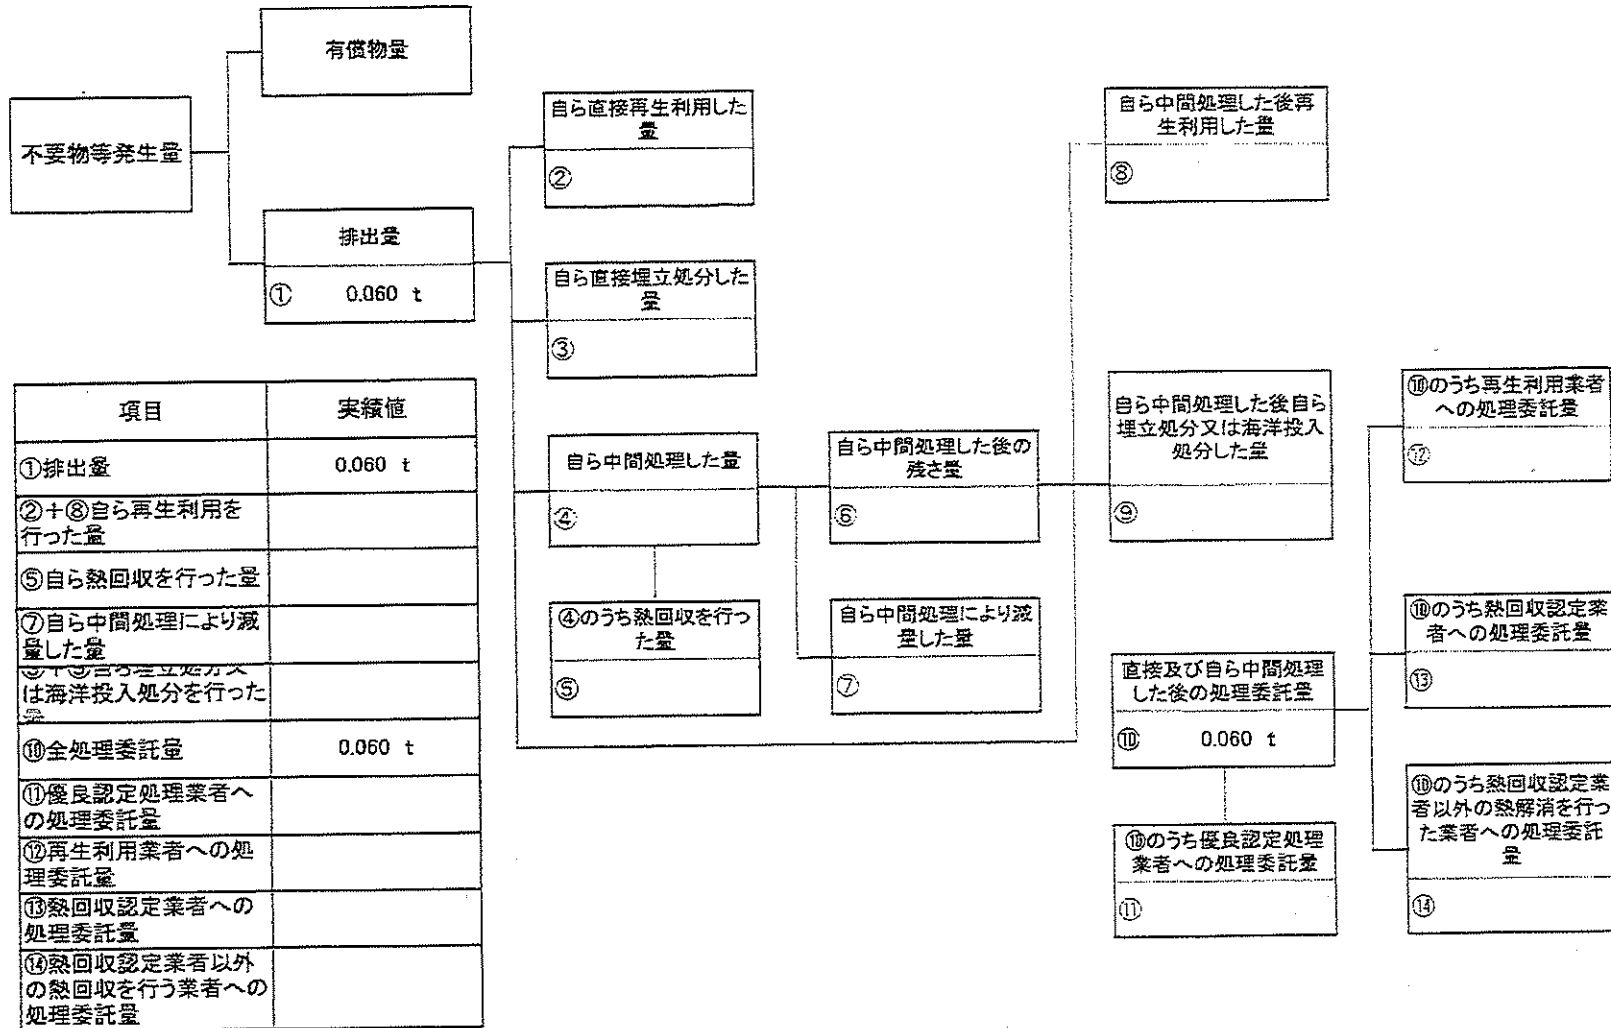 有償物量
不要物等発生量
排出量
① 0.060 t
自ら直接再生利用した
量
②
自ら直接埋立処分した
量
③
自ら中間処理した量
④
④のうち熱回収を行っ
た量
⑤
自ら中間処理した後の
残さ量
⑥
自ら中間処理により減
量した量
⑦
自ら中間処理した後再
生利用した量
⑧
自ら中間処理した後自ら
埋立処分又は海洋投入
処分した量
⑨
直接及び自ら中間処理
した後の処理委託量
⑩ 0.060 t
⑩のうち優良認定処理
業者への処理委託量
⑪
⑩のうち再生利用業者
への処理委託量
⑫
⑩のうち熱回収認定業
者への処理委託量
⑬
⑩のうち熱回収認定業
者以外の熱解消を行っ
た業者への処理委託
量
⑭
項目 実績値
①排出量 0.060 t
②+⑧自ら再生利用を
行った量
⑤自ら熱回収を行った量
⑦自ら中間処理により減
量した量
自ら埋立処分又
は海洋投入処分を行った
量
⑩全処理委託量 0.060 t
⑪優良認定処理業者へ
の処理委託量
⑫再生利用業者への処
理委託量
⑬熱回収認定業者への
処理委託量
⑭熱回収認定業者以外
の熱回収を行う業者への
処理委託量